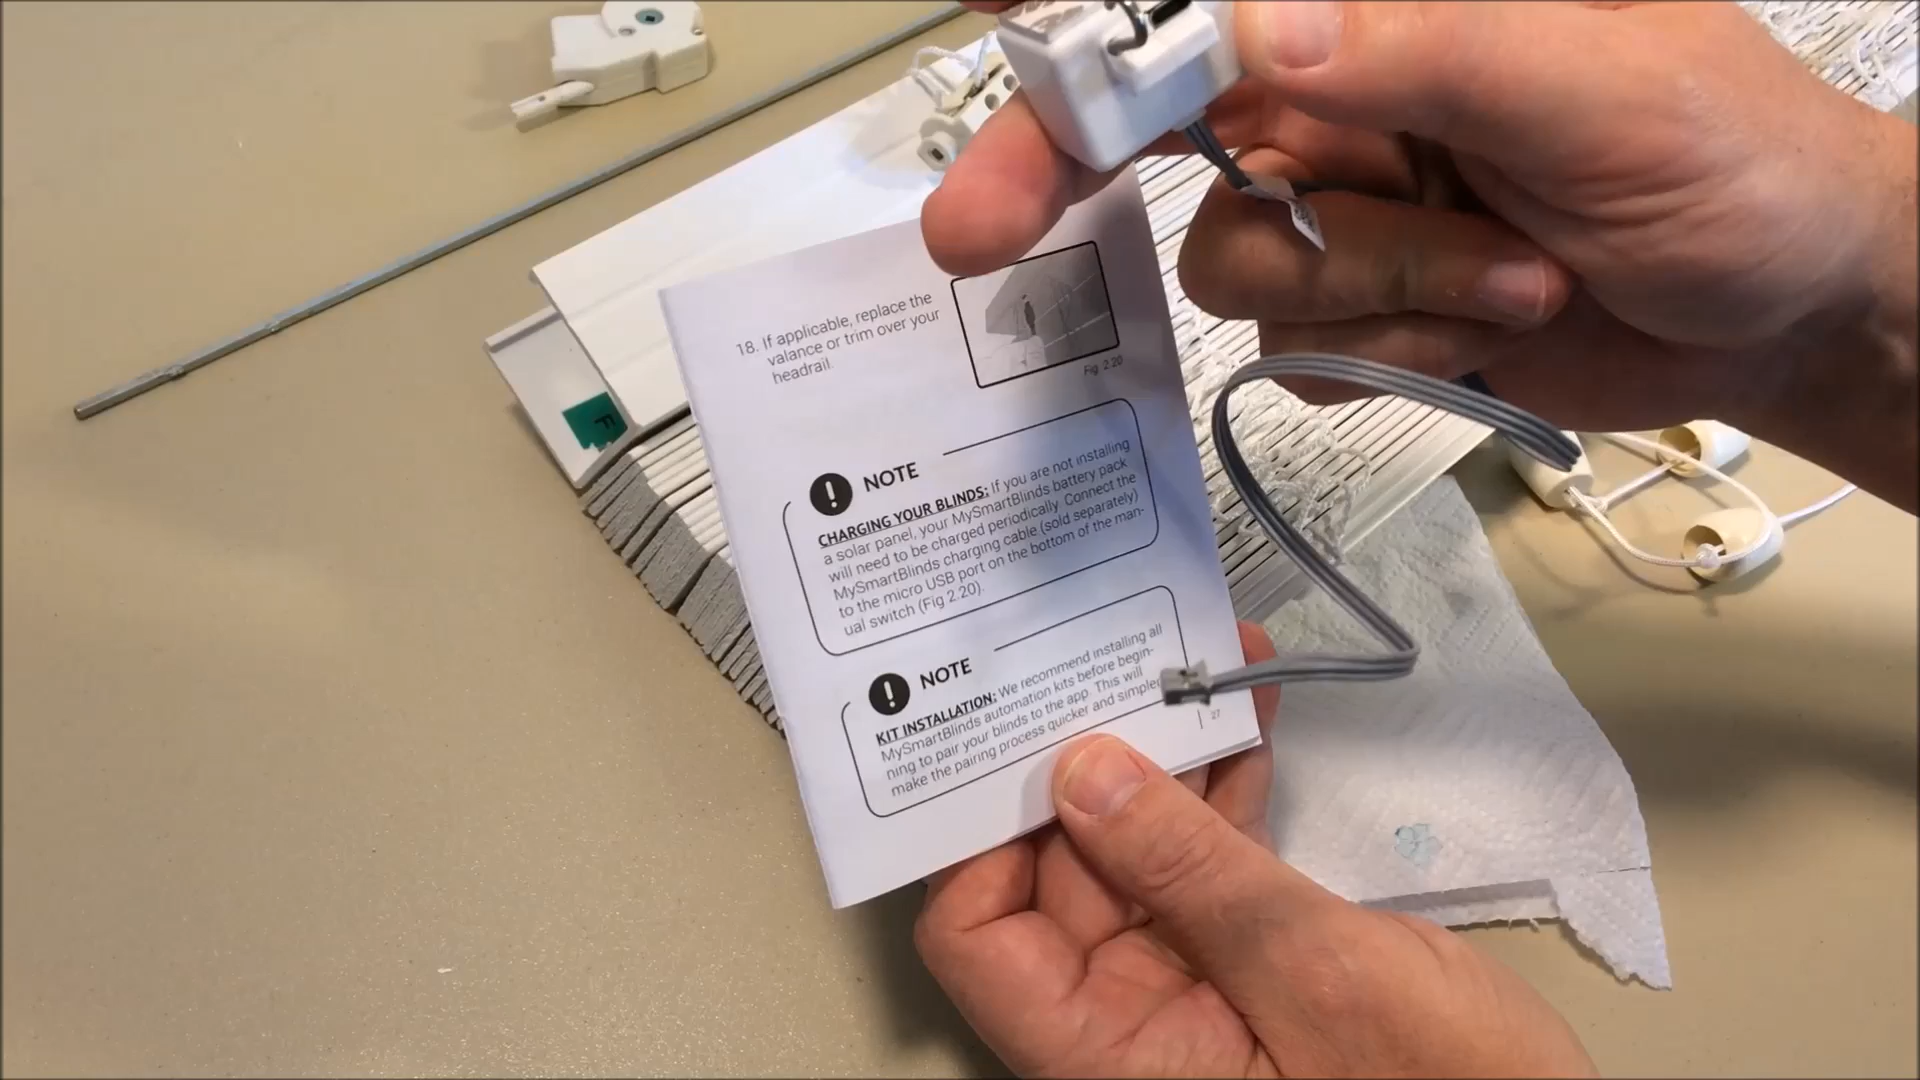 18. If applicable, replace the
valance or trim over your
headrail.
Fig 2.20
NOTE
CHARGING YOUR BLINDS: If you are not installing
a solar panel, your MySmartBlinds battery pack
will need to be charged periodically. Connect the
MySmartBlinds charging cable (sold separately)
to the micro USB port on the bottom of the man-
ual switch (Fig 2.20).
NOTE
KIT INSTALLATION: We recommend installing all
MySmartBlinds automation kits before begin-
ning to pair your blinds to the app. This will
make the pairing process quicker and simpler
27
F